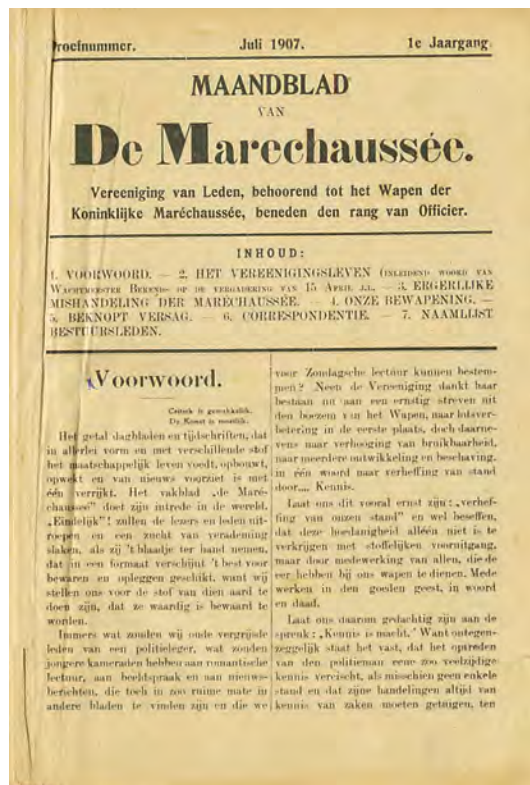 Proefnummer. Juli 1907. 1e Jaargang
MAANDBLAD
VAN
De Marechaussée.
Vereeniging van Leden, behoorend tot het Wapen der
Koninklijke Maréchaussée, beneden den rang van Officier.
INHOUD:
1. VOORWOORD. — 2. HET VEREENIGINGSLEVEN (Inleidend woord van
Wachtmeester Berends op de vergadering van 15 April j.l. — 3. ERGERLIJKE
MISHANDELING DER MARÉCHAUSSÉE. — 4. ONZE BEWAPENING. —
5. BEKNOPT VERSAG. — 6. CORRESPONDENTIE. — 7. NAAMLIJST
BESTUURSLEDEN.
Voorwoord.
Critiek is gemakkelik.
De Kunst is moeilik.
Het getal dagbladen en tijdschriften, dat
in allerlei vorm en met verschillende stof
het maatschappelijk leven voedt, opbouwt,
opwekt en van nieuws voorziet is met
één verrijkt. Het vakblad „de Maré-
chaussée” doet zijn intrede in de wereld.
„Eindelijk”! zullen de lezers en leden uit-
roepen en een zucht van verademing
slaken, als zij 't blaadje ter hand nemen,
dat in een formaat verschijnt 't best voor
bewaren en opleggen geschikt, want wij
stellen ons voor de stof van dien aard te
doen zijn, dat ze waardig is bewaard te
worden.
Immers wat zouden wij oude vergrijsde
leden van een politieleger, wat zouden
jongere kameraden hebben aan romantische
lectuur, aan beeldspraak en aan nieuws-
berichten, die toch in zoo ruime mate in
andere bladen te vinden zijn en die we
voor Zondagsche lectuur kunnen bestem-
men? Neen de Vereeniging dankt haar
bestaan nu aan een ernstig streven uit
den boezem van het Wapen, naar lotsver-
betering in de eerste plaats, doch daarne-
vens naar verhooging van bruikbaarheid,
naar meerdere ontwikkeling en beschaving,
in één woord naar verheffing van stand
door.... Kennis.
Laat ons dit vooral ernst zijn: „verhef-
fing van onzen stand” en wel beseffen,
dat deze hoedanigheid alléén niet is te
verkrijgen met stoffelijken vooruitgang,
maar door medewerking van allen, die de
eer hebben bij ons wapen te dienen. Mede
werken in den goeden geest, in woord
en daad.
Laat ons daarom gedachtig zijn aan de
spreuk: „Kennis is macht.” Want ontegen-
zeggelijk staat het vast, dat het optreden
van den politieman eene zoo veelzijdige
kennis vereischt, als misschien geen enkele
stand en dat zijne handelingen altijd van
kennis van zaken moeten getuigen, ten